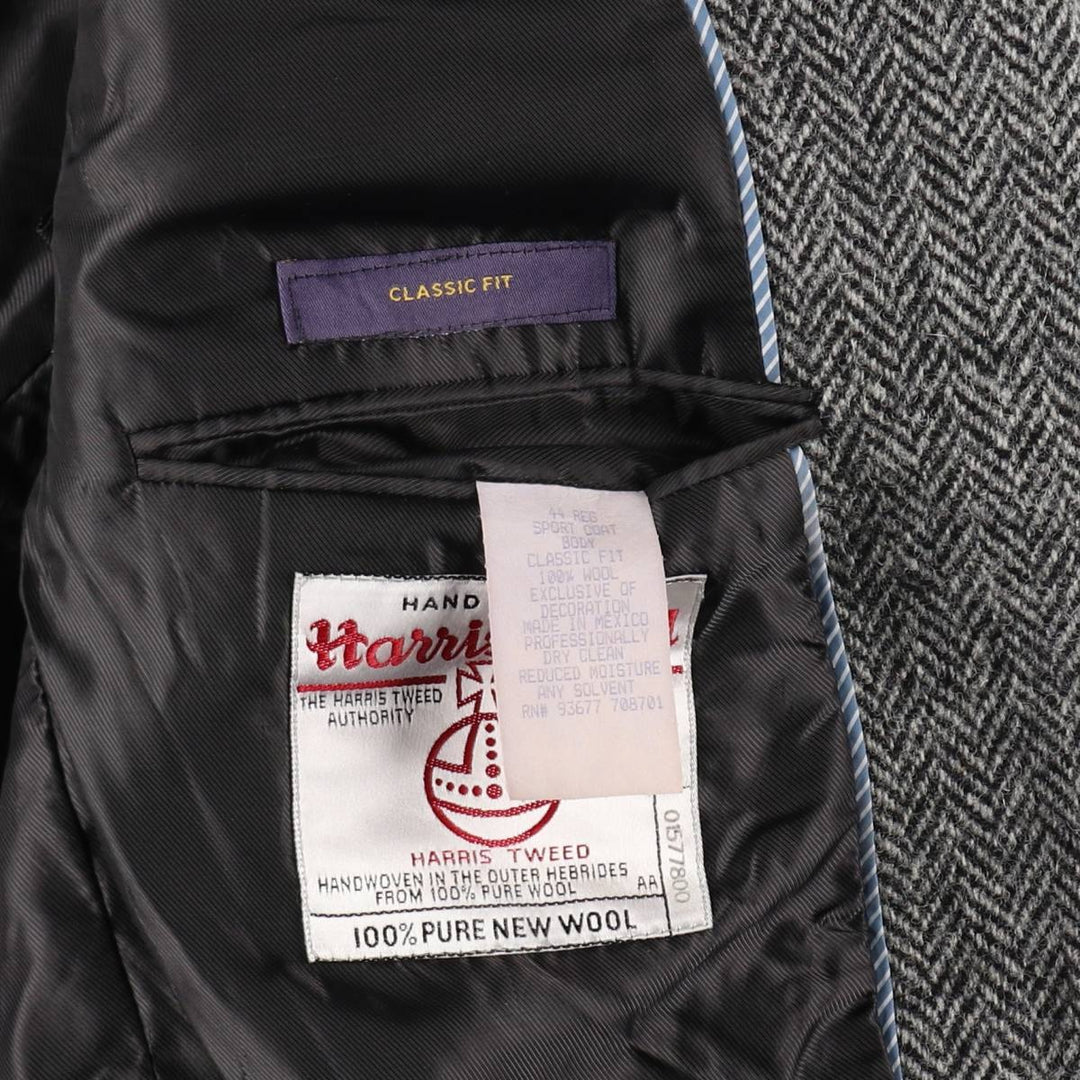 CLASSIC FIT
44 REG
SPORT COAT
BODY
CLASSIC FIT
100% WOOL
EXCLUSIVE OF
DECORATION
MADE IN MEXICO
PROFESSIONALLY
DRY CLEAN
REDUCED MOISTURE
ANY SOLVENT
RN# 93677 708701
HAND
Harris
THE HARRIS TWEED
AUTHORITY
HARRIS TWEED
HANDWOVEN IN THE OUTER HEBRIDES
FROM 100% PURE WOOL
AA
01577800
100% PURE NEW WOOL